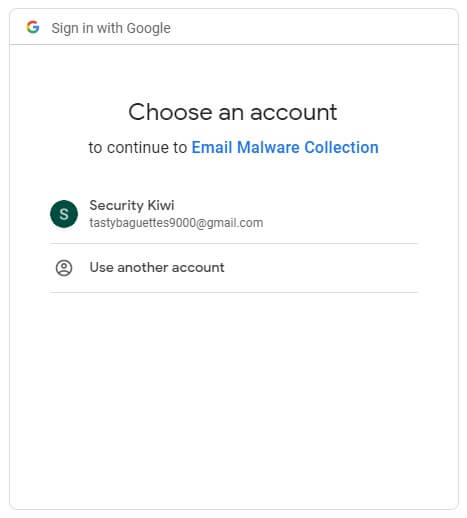 Sign in with Google
Choose an account
to continue to Email Malware Collection
S
Security Kiwi
tastybaguettes9000@gmail.com
Use another account